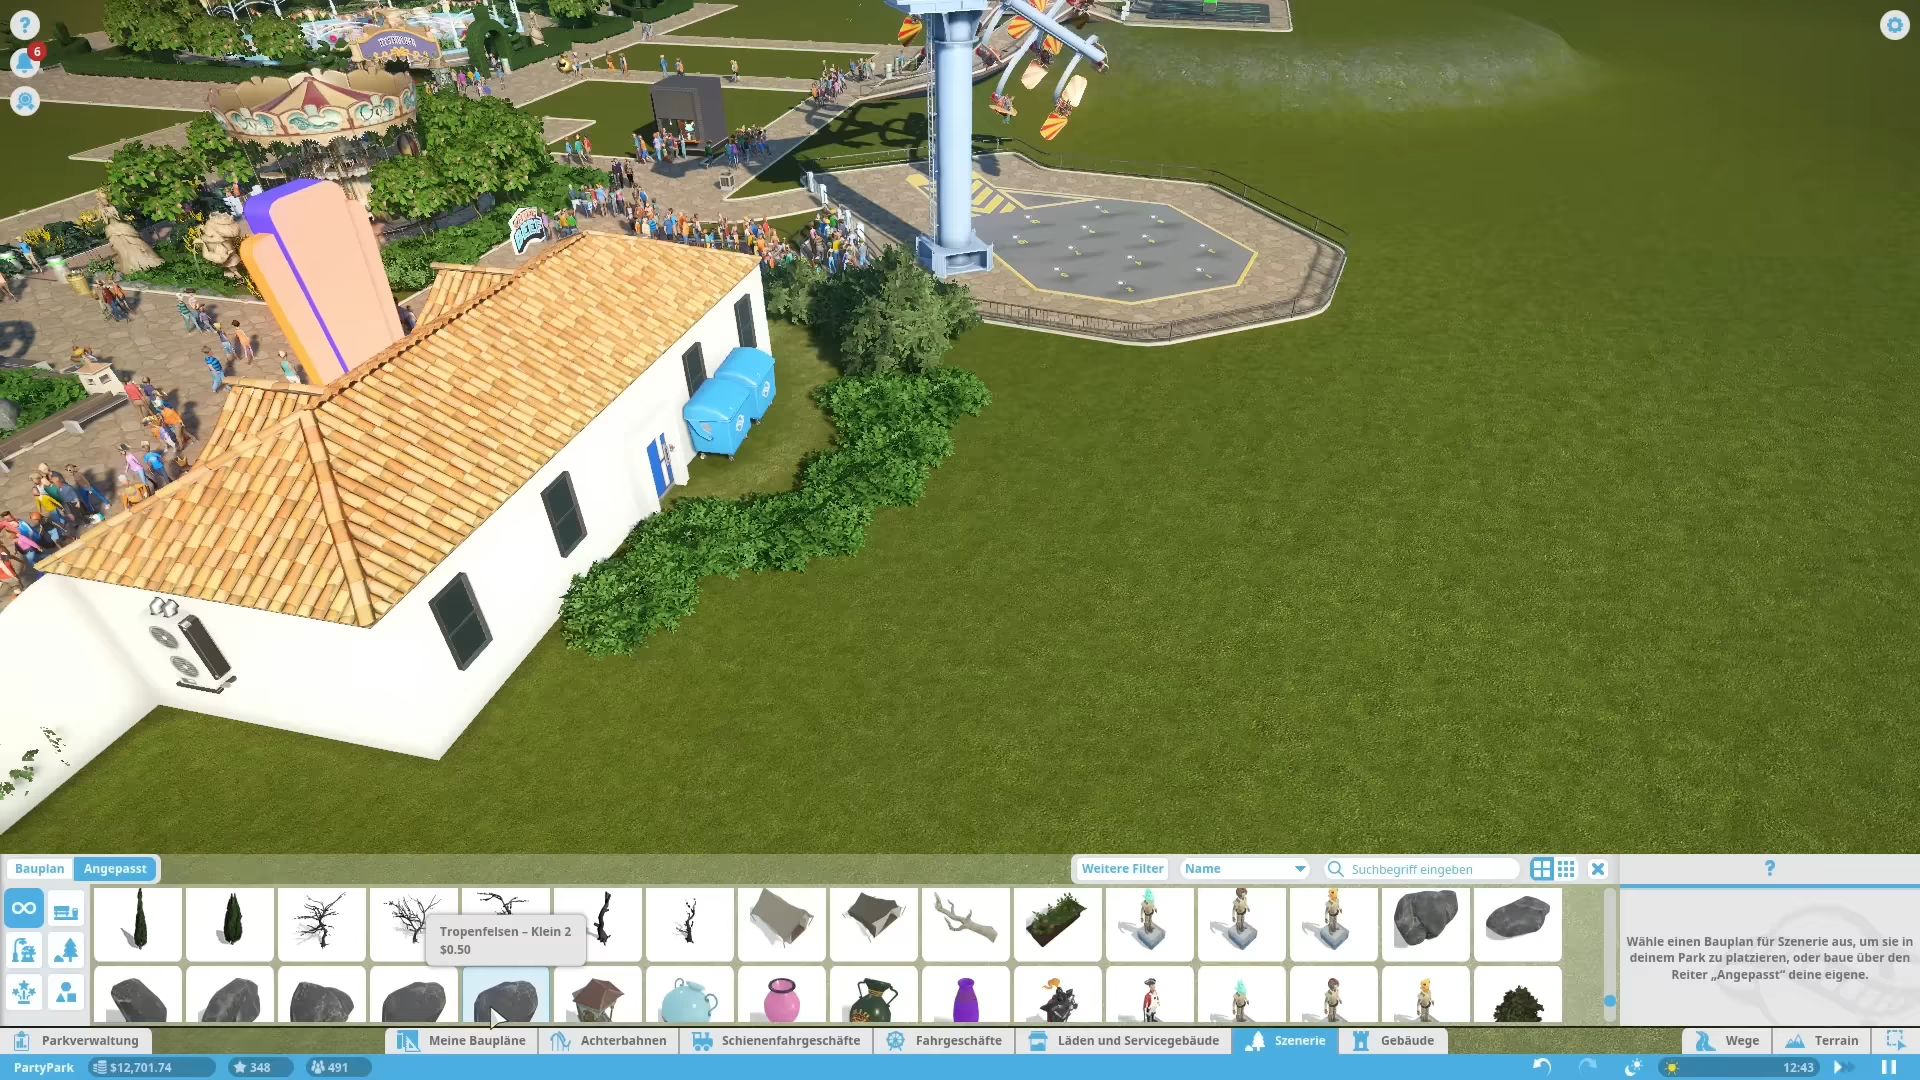 ?
6
BEEF
Bauplan
Angepasst
Weitere Filter
Name
Suchbegriff eingeben
?
Tropenfelsen – Klein 2
$0.50
Wähle einen Bauplan für Szenerie aus, um sie in
deinem Park zu platzieren, oder baue über den
Reiter „Angepasst“ deine eigene.
Parkverwaltung
Meine Baupläne
Achterbahnen
Schienenfahrgeschäfte
Fahrgeschäfte
Läden und Servicegebäude
Szenerie
Gebäude
Wege
Terrain
PartyPark
$12,701.74
348
491
12:43